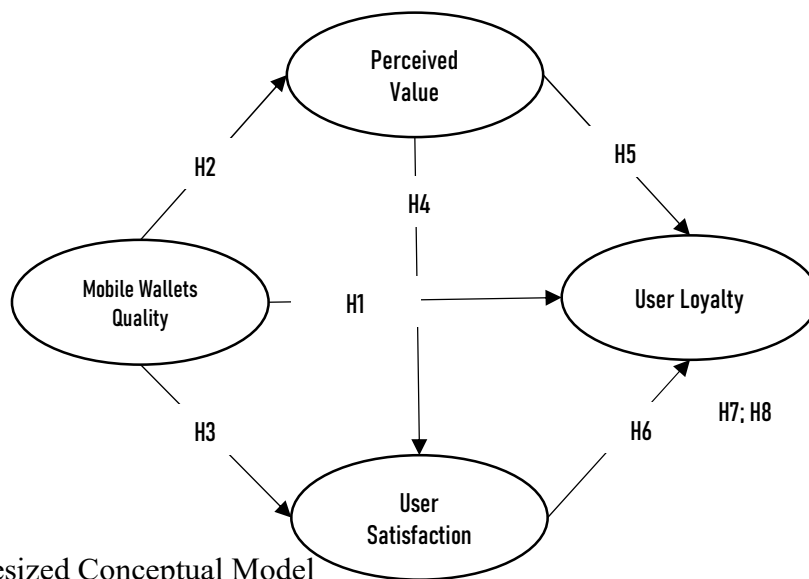 Perceived
Value
H2
H5
H4
Mobile Wallets
Quality
H1
User Loyalty
H3
H6
H7; H8
User
Satisfaction
esized Conceptual Model